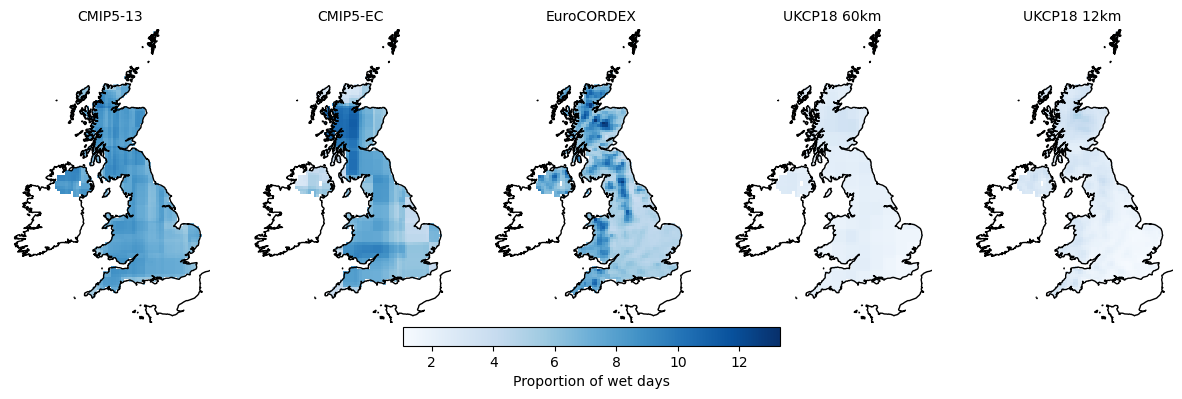 CMIP5-13 CMIP5-EC EuroCORDEX UKCP18 60km UKCP18 12km
2 4 6 8 10 12
Proportion of wet days